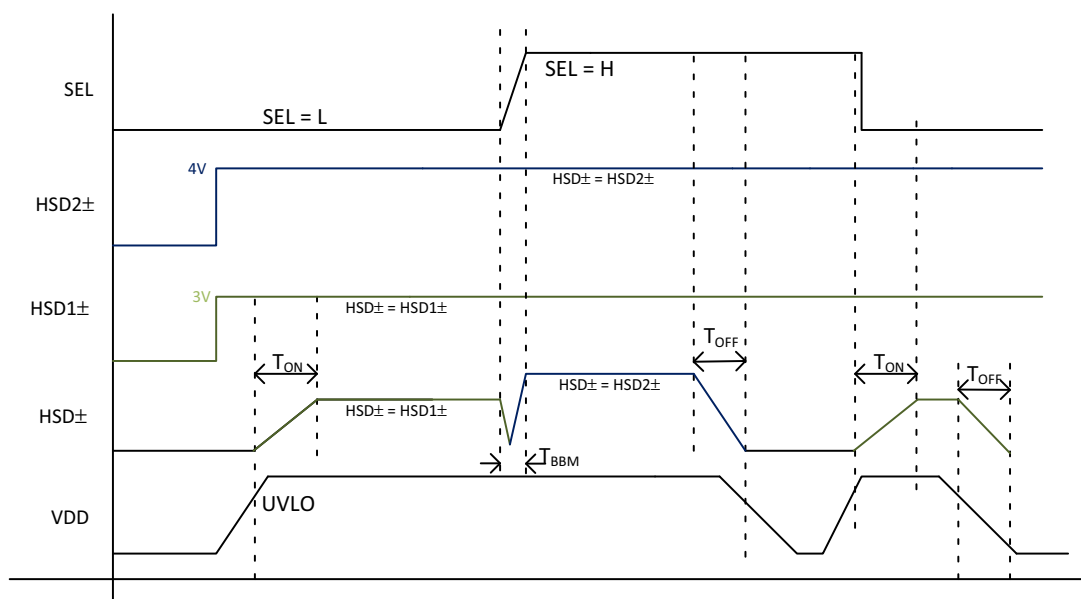 SEL
SEL = L
SEL = H
4V
HSD2±
HSD± = HSD2±
3V
HSD1±
HSD± = HSD1±
TON
TOFF
TON
TOFF
HSD±
HSD± = HSD1±
HSD± = HSD2±
TBBM
VDD
UVLO